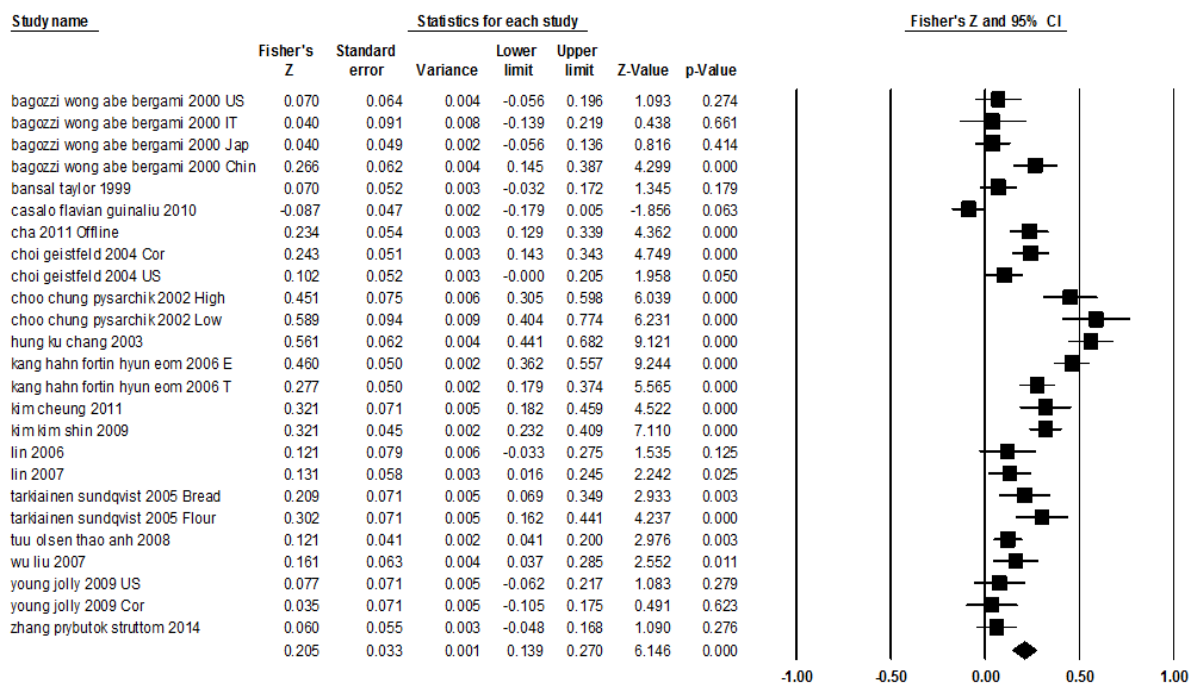 Study name Statistics for each study Fisher's Z and 95% CI
Fisher's Standard Lower Upper
Z error Variance limit limit Z-Value p-Value
bagozzi wong abe bergami 2000 US 0.070 0.064 0.004 -0.056 0.196 1.093 0.274
bagozzi wong abe bergami 2000 IT 0.040 0.091 0.008 -0.139 0.219 0.438 0.661
bagozzi wong abe bergami 2000 Jap 0.040 0.049 0.002 -0.056 0.136 0.816 0.414
bagozzi wong abe bergami 2000 Chin 0.266 0.062 0.004 0.145 0.387 4.299 0.000
bansal taylor 1999 0.070 0.052 0.003 -0.032 0.172 1.345 0.179
casalo flavian guinaliu 2010 -0.087 0.047 0.002 -0.179 0.005 -1.856 0.063
cha 2011 Offline 0.234 0.054 0.003 0.129 0.339 4.362 0.000
choi geistfeld 2004 Cor 0.243 0.051 0.003 0.143 0.343 4.749 0.000
choi geistfeld 2004 US 0.102 0.052 0.003 -0.000 0.205 1.958 0.050
choo chung pysarchik 2002 High 0.451 0.075 0.006 0.305 0.598 6.039 0.000
choo chung pysarchik 2002 Low 0.589 0.094 0.009 0.404 0.774 6.231 0.000
hung ku chang 2003 0.561 0.062 0.004 0.441 0.682 9.121 0.000
kang hahn fortin hyun eom 2006 E 0.460 0.050 0.002 0.362 0.557 9.244 0.000
kang hahn fortin hyun eom 2006 T 0.277 0.050 0.002 0.179 0.374 5.565 0.000
kim cheung 2011 0.321 0.071 0.005 0.182 0.459 4.522 0.000
kim kim shin 2009 0.321 0.045 0.002 0.232 0.409 7.110 0.000
lin 2006 0.121 0.079 0.006 -0.033 0.275 1.535 0.125
lin 2007 0.131 0.058 0.003 0.016 0.245 2.242 0.025
tarkiainen sundqvist 2005 Bread 0.209 0.071 0.005 0.069 0.349 2.933 0.003
tarkiainen sundqvist 2005 Flour 0.302 0.071 0.005 0.162 0.441 4.237 0.000
tuu olsen thao anh 2008 0.121 0.041 0.002 0.041 0.200 2.976 0.003
wu liu 2007 0.161 0.063 0.004 0.037 0.285 2.552 0.011
young jolly 2009 US 0.077 0.071 0.005 -0.062 0.217 1.083 0.279
young jolly 2009 Cor 0.035 0.071 0.005 -0.105 0.175 0.491 0.623
zhang prybutok struttom 2014 0.060 0.055 0.003 -0.048 0.168 1.090 0.276
0.205 0.033 0.001 0.139 0.270 6.146 0.000
-1.00 -0.50 0.00 0.50 1.00